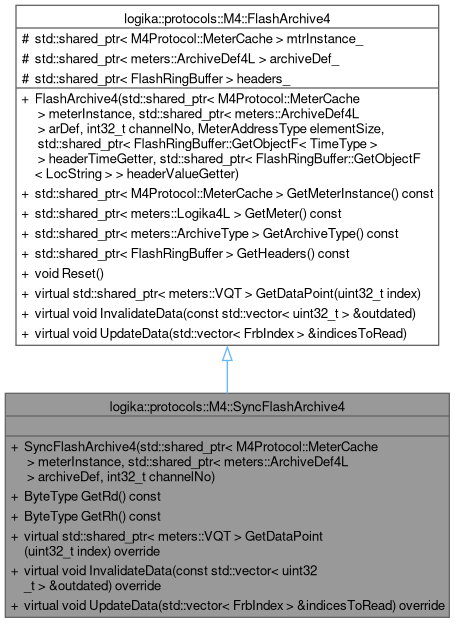 logika::protocols::M4::FlashArchive4
# std::shared_ptr< M4Protocol::MeterCache > mtrInstance_
# std::shared_ptr< meters::ArchiveDef4L > archiveDef_
# std::shared_ptr< FlashRingBuffer > headers_
+ FlashArchive4(std::shared_ptr< M4Protocol::MeterCache
> meterInstance, std::shared_ptr< meters::ArchiveDef4L
> arDef, int32_t channelNo, MeterAddressType elementSize,
std::shared_ptr< FlashRingBuffer::GetObjectF< TimeType >
> headerTimeGetter, std::shared_ptr< FlashRingBuffer::GetObjectF
< LocString > > headerValueGetter)
+ std::shared_ptr< M4Protocol::MeterCache > GetMeterInstance() const
+ std::shared_ptr< meters::Logika4L > GetMeter() const
+ std::shared_ptr< meters::ArchiveType > GetArchiveType() const
+ std::shared_ptr< FlashRingBuffer > GetHeaders() const
+ void Reset()
+ virtual std::shared_ptr< meters::VQT > GetDataPoint(uint32_t index)
+ virtual void InvalidateData(const std::vector< uint32_t > &outdated)
+ virtual void UpdateData(std::vector< FrbIndex > &indicesToRead)
logika::protocols::M4::SyncFlashArchive4
+ SyncFlashArchive4(std::shared_ptr< M4Protocol::MeterCache
> meterInstance, std::shared_ptr< meters::ArchiveDef4L
> archiveDef, int32_t channelNo)
+ ByteType GetRd() const
+ ByteType GetRh() const
+ virtual std::shared_ptr< meters::VQT > GetDataPoint
(uint32_t index) override
+ virtual void InvalidateData(const std::vector< uint32
_t > &outdated) override
+ virtual void UpdateData(std::vector< FrbIndex > &indicesToRead) override